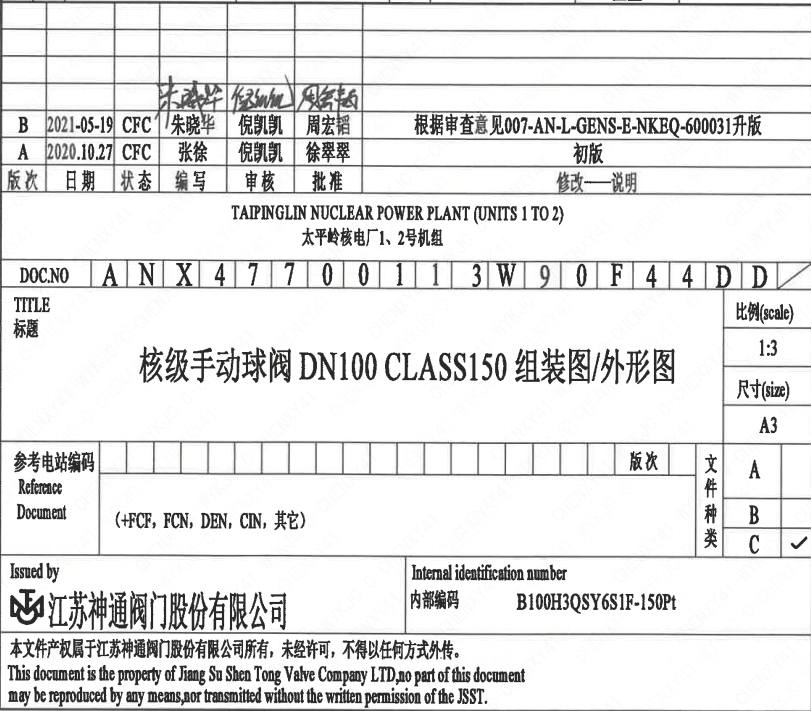 B 2021-05-19 CFC 朱晓华 倪凯凯 周宏韬 根据审查意见007-AN-L-GENS-E-NKEQ-600031升版
A 2020.10.27 CFC 张徐 倪凯凯 徐翠翠 初版
版次 日期 状态 编写 审核 批准 修改——说明
TAIPINGLIN NUCLEAR POWER PLANT (UNITS 1 TO 2)
太平岭核电厂1、2号机组
DOC.NO A N X 4 7 7 0 0 1 1 3 W 9 0 F 4 4 D D
TITLE
标题
核级手动球阀 DN100 CLASS150 组装图/外形图
比例(scale)
1:3
尺寸(size)
A3
参考电站编码
Reference
Document
版次
(+FCF, FCN, DEN, CIN, 其它)
文件种类
A
B
C ✓
Issued by
江苏神通阀门股份有限公司
Internal identification number
内部编码 B100H3QSY6S1F-150Pt
本文件产权属于江苏神通阀门股份有限公司所有，未经许可，不得以任何方式外传。
This document is the property of Jiang Su Shen Tong Valve Company LTD,no part of this document
may be reproduced by any means,nor transmitted without the written permission of the JSST.